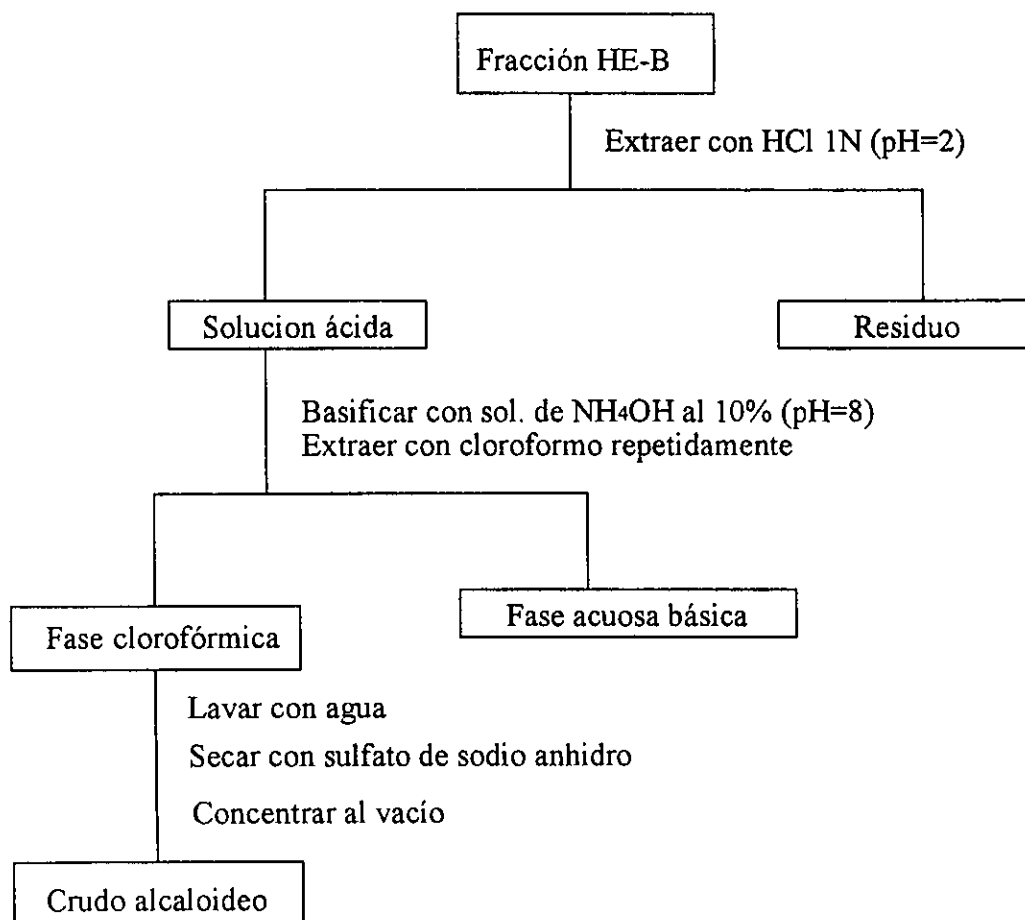 Fracción HE-B
Extraer con HCl 1N (pH=2)
Solucion ácida
Residuo
Basificar con sol. de NH4OH al 10% (pH=8)
Extraer con cloroformo repetidamente
Fase clorofórmica
Fase acuosa básica
Lavar con agua
Secar con sulfato de sodio anhidro
Concentrar al vacío
Crudo alcaloideo